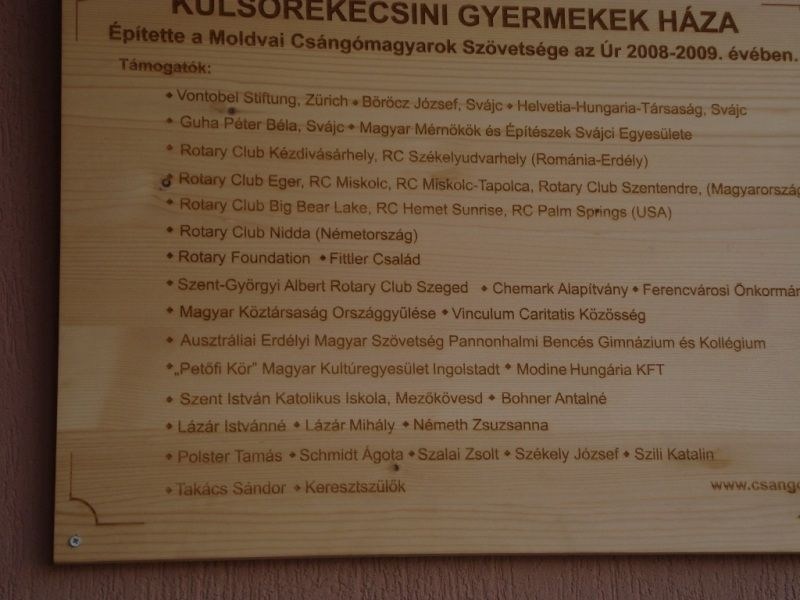 KÜLSŐREKECSINI GYERMEKEK HÁZA
Építette a Moldvai Csángómagyarok Szövetsége az Úr 2008-2009. évében.
Támogatók:
• Vontobel Stiftung, Zürich • Böröcz József, Svájc • Helvetia-Hungaria-Társaság, Svájc
• Guha Péter Béla, Svájc • Magyar Mérnökök és Építészek Svájci Egyesülete
• Rotary Club Kézdivásárhely, RC Székelyudvarhely (Románia-Erdély)
• Rotary Club Eger, RC Miskolc, RC Miskolc-Tapolca, Rotary Club Szentendre, (Magyarország
• Rotary Club Big Bear Lake, RC Hemet Sunrise, RC Palm Springs (USA)
• Rotary Club Nidda (Németország)
• Rotary Foundation • Fittler Család
• Szent-Györgyi Albert Rotary Club Szeged • Chemark Alapítvány • Ferencvárosi Önkormán
• Magyar Köztársaság Országgyűlése • Vinculum Caritatis Közösség
• Ausztráliai Erdélyi Magyar Szövetség Pannonhalmi Bencés Gimnázium és Kollégium
• „Petőfi Kör” Magyar Kultúregyesület Ingolstadt • Modine Hungária KFT
• Szent István Katolikus Iskola, Mezőkövesd • Bohner Antalné
• Lázár Istvánné • Lázár Mihály • Németh Zsuzsanna
• Polster Tamás • Schmidt Ágota • Szalai Zsolt • Székely József • Szili Katalin
• Takács Sándor • Keresztszülők
www.csango